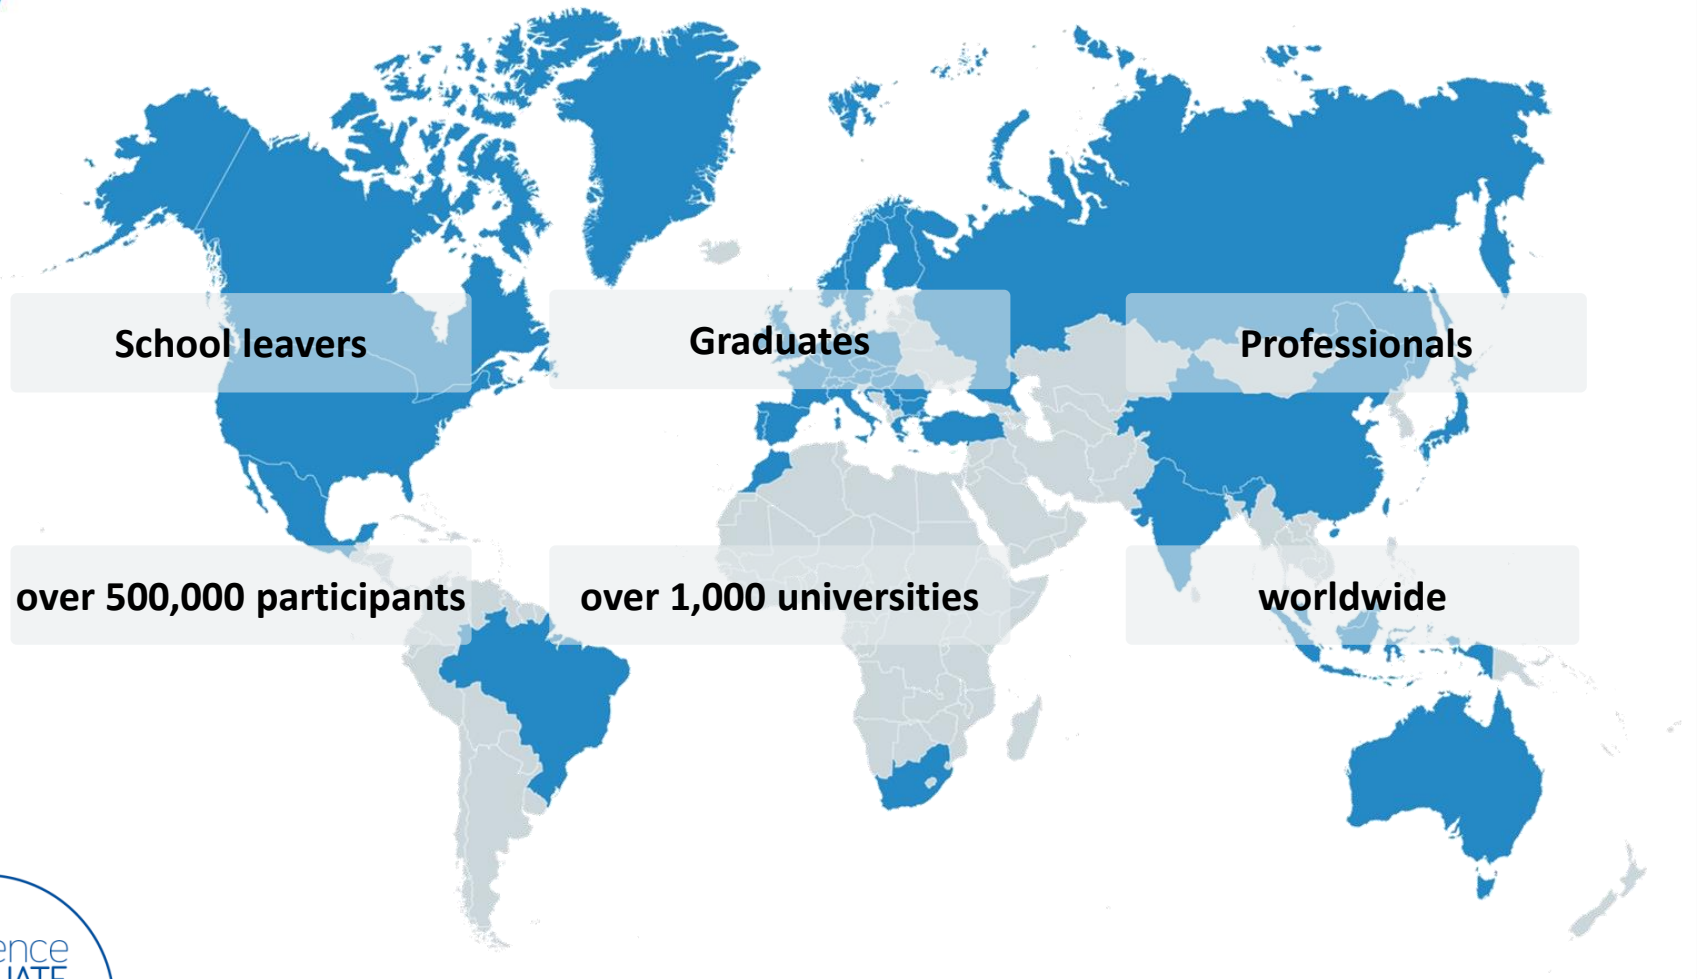 School leavers
Graduates
Professionals
over 500,000 participants
over 1,000 universities
worldwide